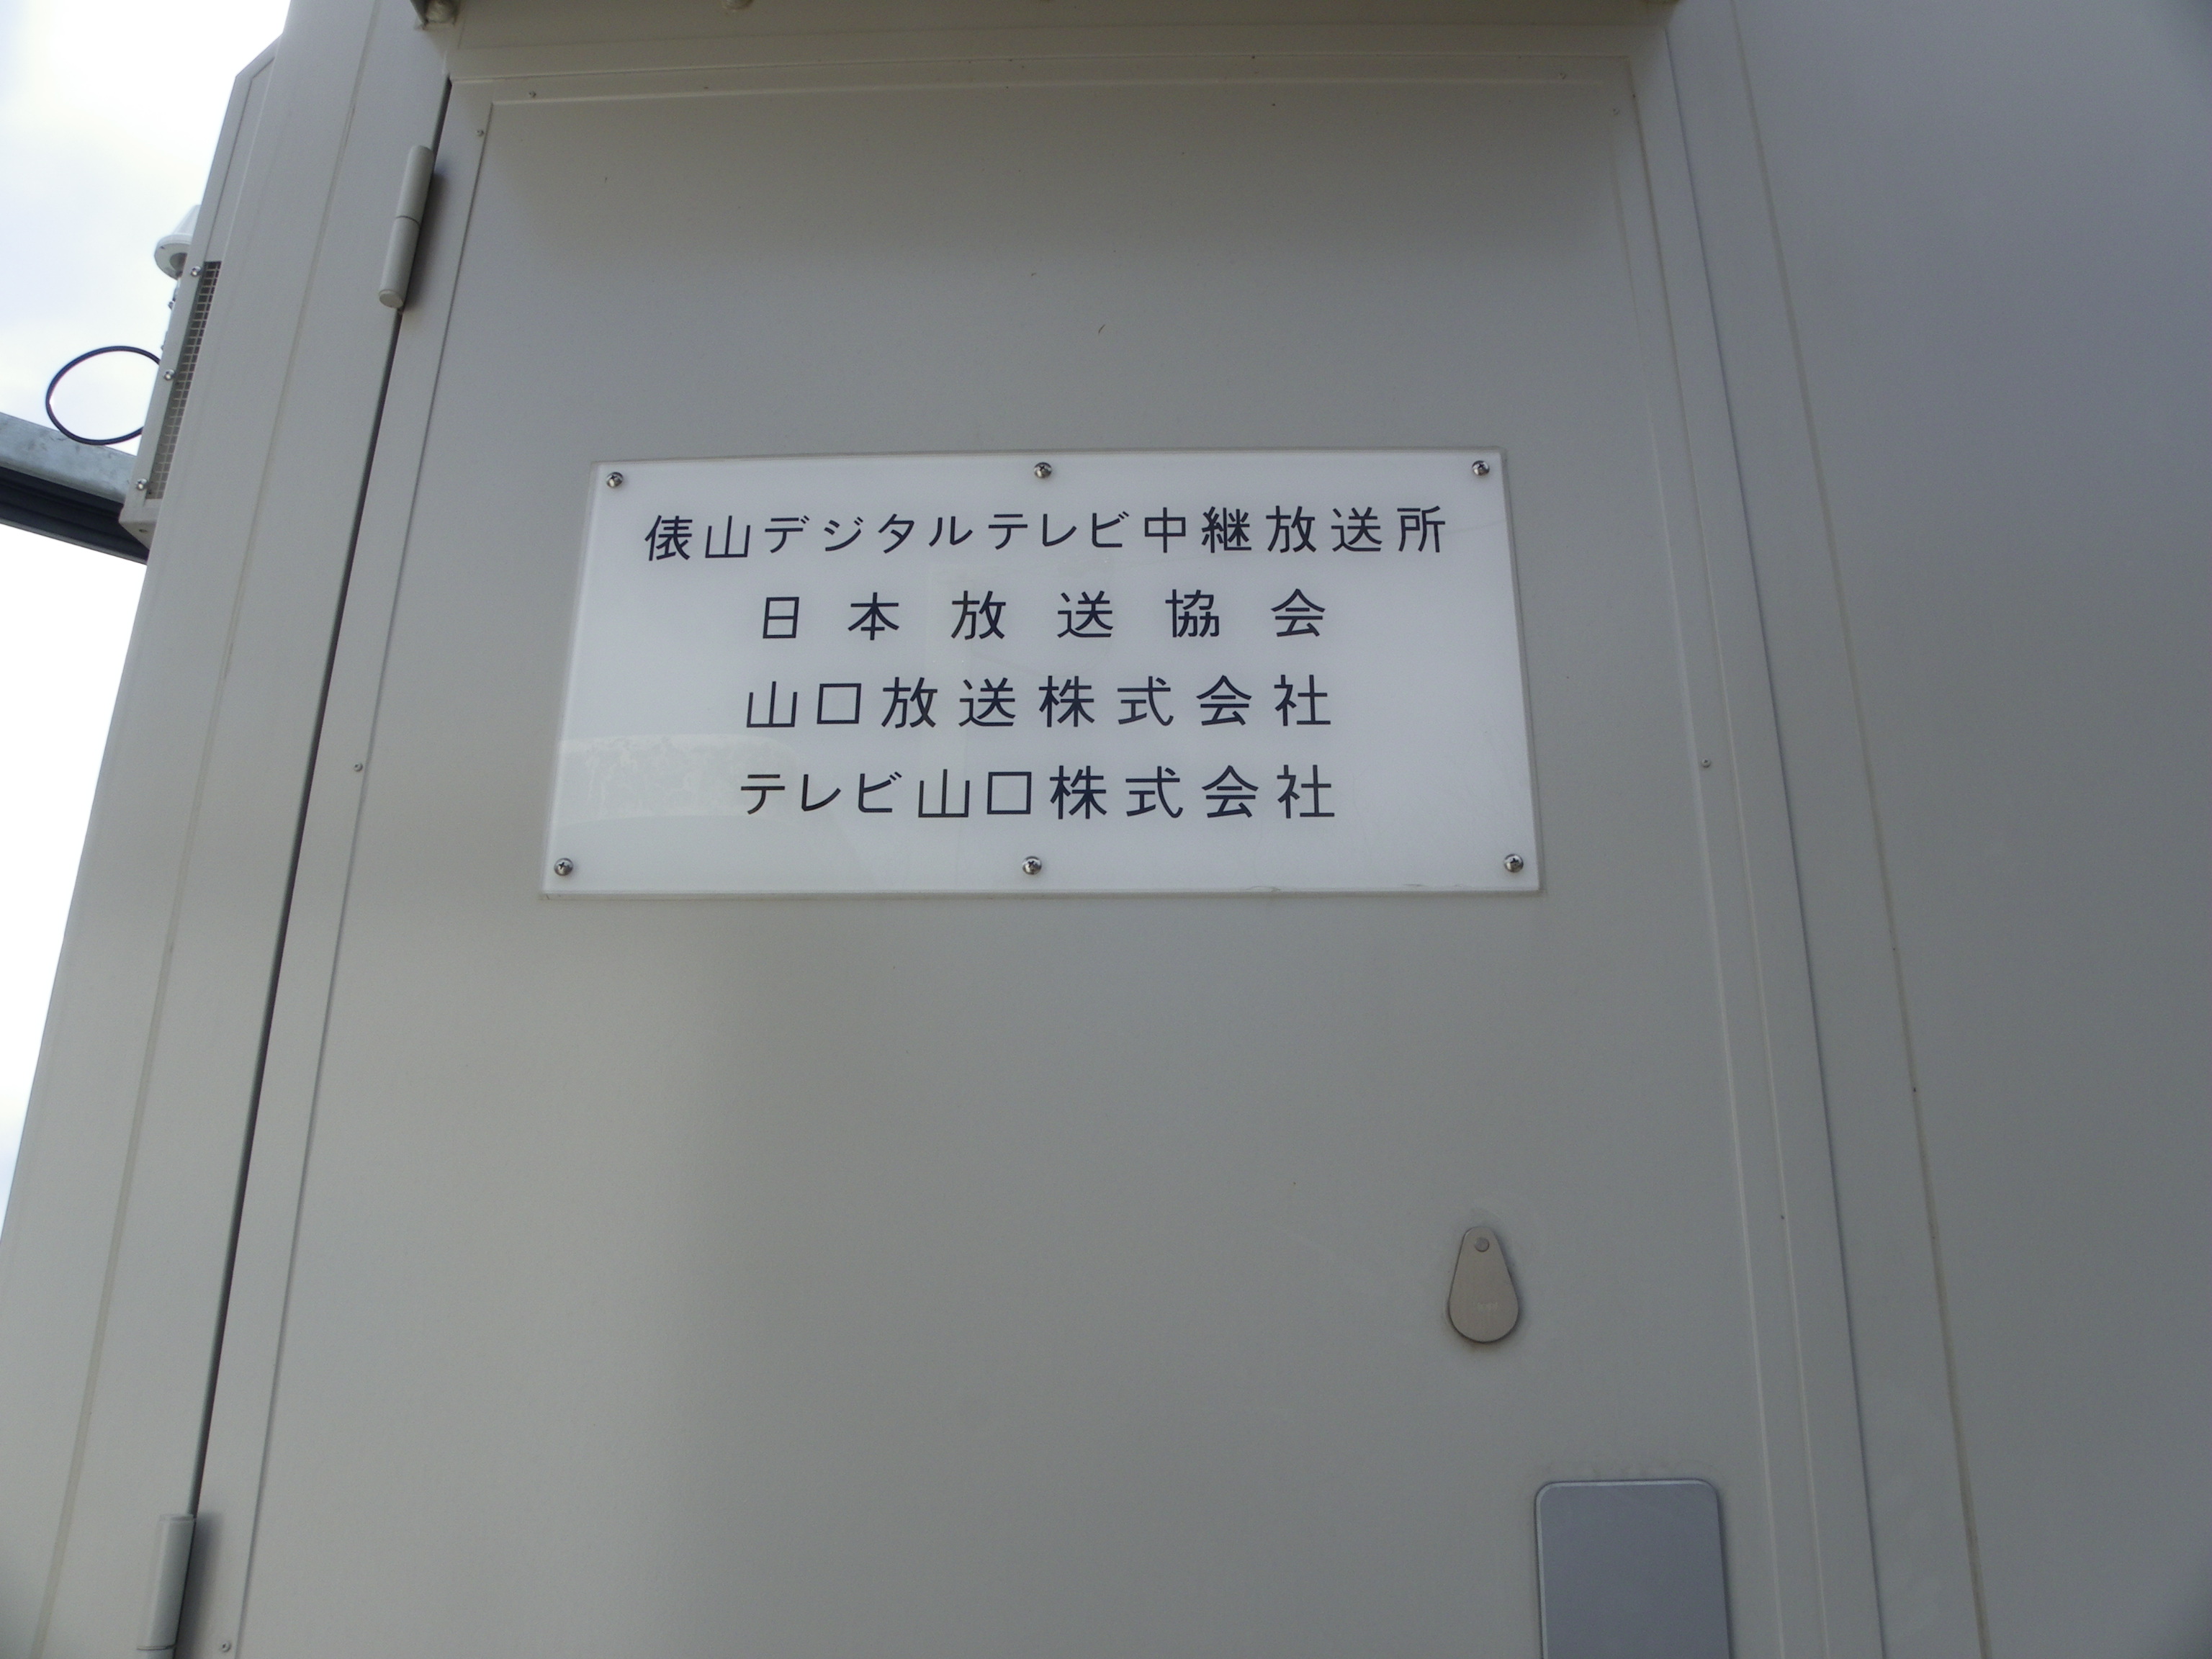 俵山デジタルテレビ中継放送所
日本放送協会
山口放送株式会社
テレビ山口株式会社